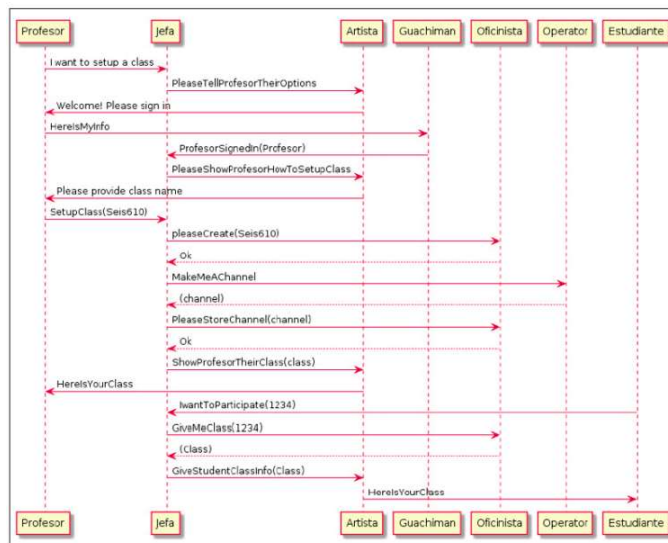 Profesor Jefa Artista Guachiman Oficinista Operator Estudiante
I want to setup a class
PleaseTellProfesorTheirOptions
Welcome! Please sign in
HereIsMyInfo
ProfesorSignedIn(Profesor)
PleaseShowProfesorHowToSetupClass
Please provide class name
SetupClass(Seis610)
pleaseCreate(Seis610)
Ok
MakeMeAChannel
(channel)
PleaseStoreChannel(channel)
Ok
ShowProfesorTheirClass(class)
HereIsYourClass
IwantToParticipate(1234)
GiveMeClass(1234)
(Class)
GiveStudentClassInfo(Class)
HereIsYourClass
Profesor Jefa Artista Guachiman Oficinista Operator Estudiante